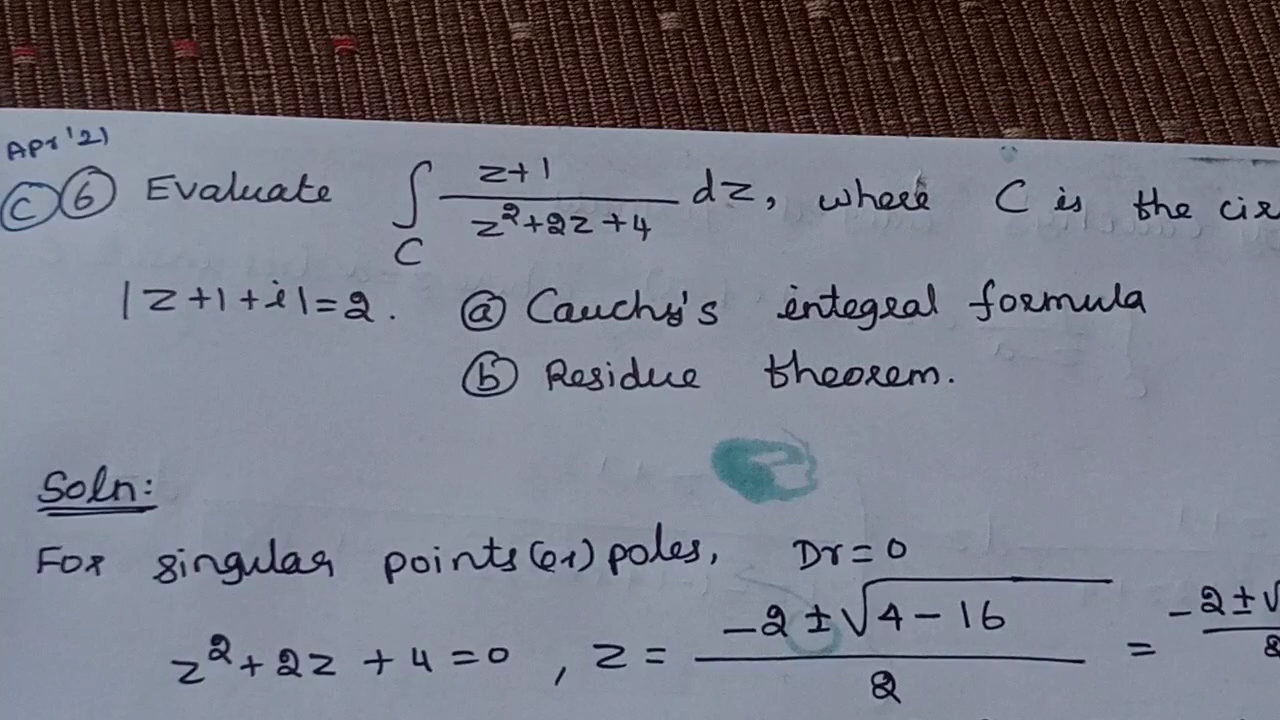 Apr '21
C 6 Evaluate ∫_C (z+1)/(z²+2z+4) dz, where C is the cir
|z+1+i|=2. ⓐ Cauchy's integral formula
ⓑ Residue theorem.
Soln:
For singular points (or) poles, Dr = 0
z²+2z+4=0, z = (-2±√(4-16))/2 = (-2±√